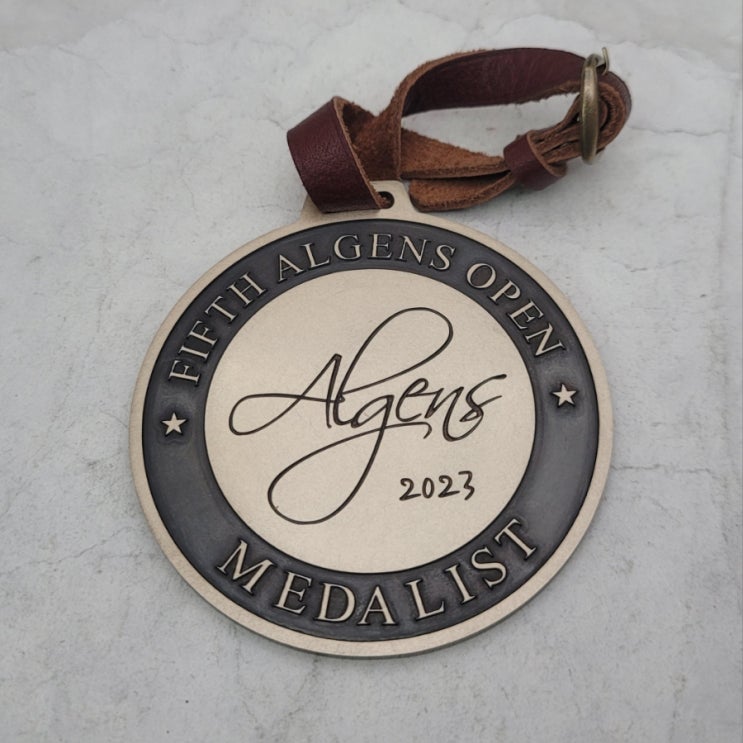 FIFTH ALGENS OPEN
Algens
2023
MEDALIST